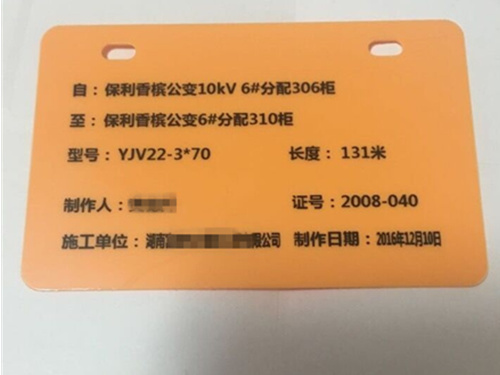 自：保利香槟公变10kV 6#分配306柜
至：保利香槟公变6#分配310柜
型号：YJV22-3*70 长度：131米
制作人： 证号：2008-040
施工单位：湖南 有限公司 制作日期：2016年12月10日